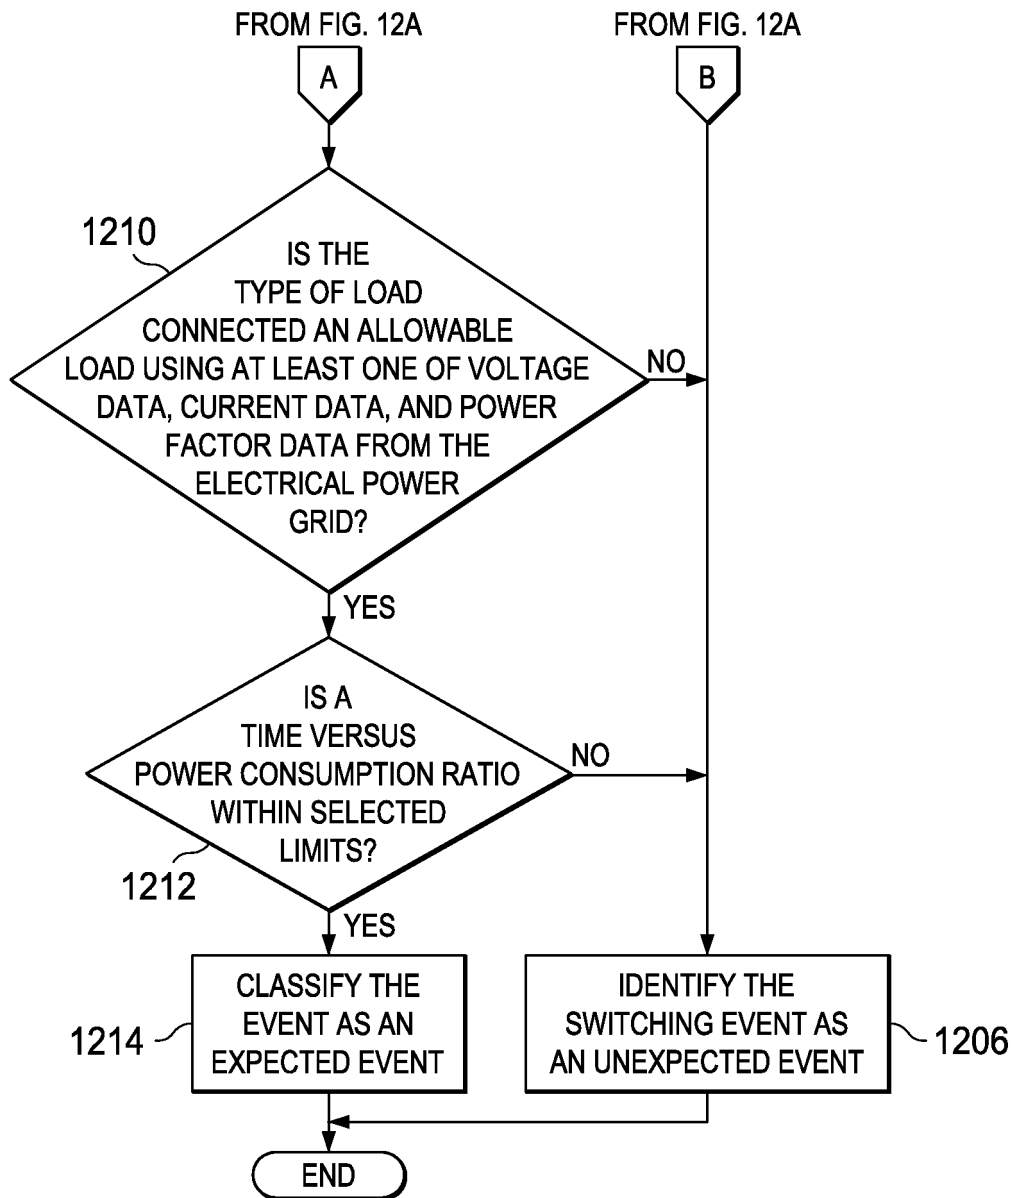 FROM FIG. 12A
FROM FIG. 12A
A
B
1210
IS THE
TYPE OF LOAD
CONNECTED AN ALLOWABLE
LOAD USING AT LEAST ONE OF VOLTAGE
DATA, CURRENT DATA, AND POWER
FACTOR DATA FROM THE
ELECTRICAL POWER
GRID?
NO
YES
IS A
TIME VERSUS
POWER CONSUMPTION RATIO
WITHIN SELECTED
LIMITS?
NO
1212
YES
CLASSIFY THE
EVENT AS AN
EXPECTED EVENT
1214
IDENTIFY THE
SWITCHING EVENT AS
AN UNEXPECTED EVENT
1206
END